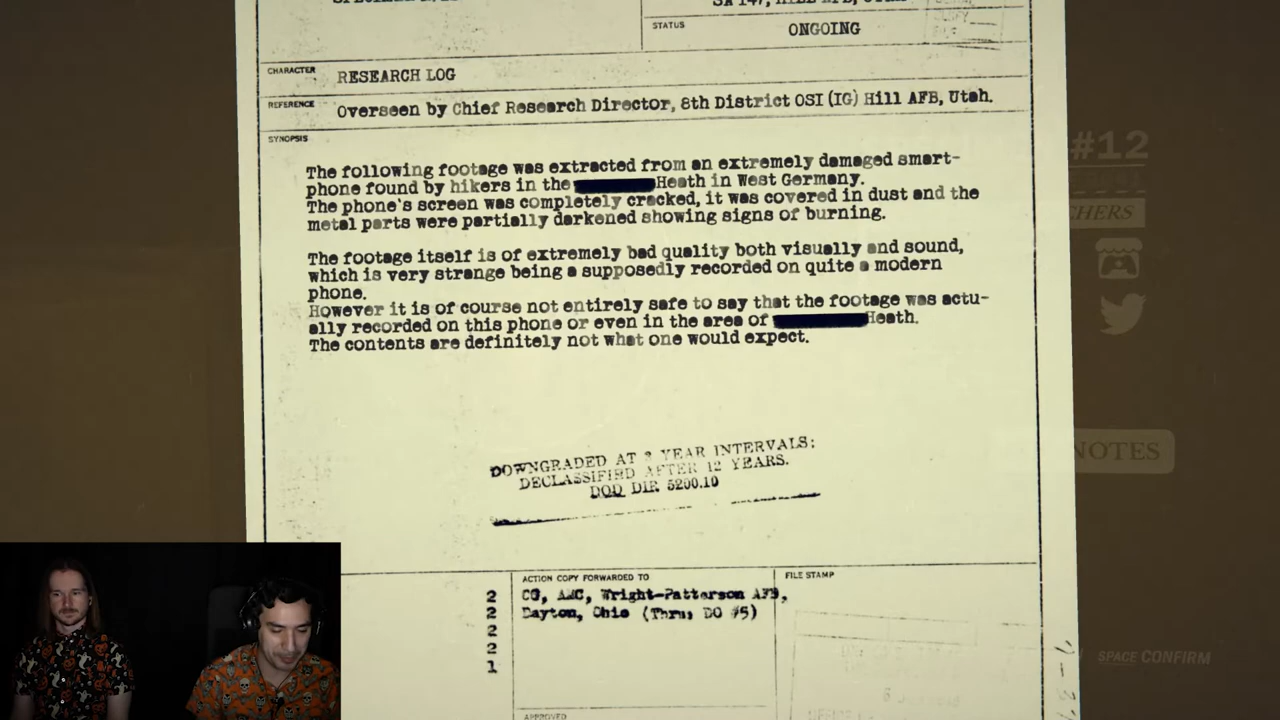 STATUS
ONGOING
CHARACTER
RESEARCH LOG
REFERENCE
Overseen by Chief Research Director, 8th District OSI (IG) Hill AFB, Utah.
SYNOPSIS
The following footage was extracted from an extremely damaged smart-
phone found by hikers in the Heath in West Germany.
The phone's screen was completely cracked, it was covered in dust and the
metal parts were partially darkened showing signs of burning.
The footage itself is of extremely bad quality both visually and sound,
which is very strange being a supposedly recorded on quite a modern
phone.
However it is of course not entirely safe to say that the footage was actu-
ally recorded on this phone or even in the area of Heath.
The contents are definitely not what one would expect.
DOWNGRADED AT 3 YEAR INTERVALS;
DECLASSIFIED AFTER 12 YEARS.
DOD DIR 5200.10
2
2
2
2
1
ACTION COPY FORWARDED TO
CG, AMC, Wright-Patterson AFB,
Dayton, Ohio (Thru; DO #5)
FILE STAMP
APPROVED
#12
CHERS
NOTES
SPACE CONFIRM